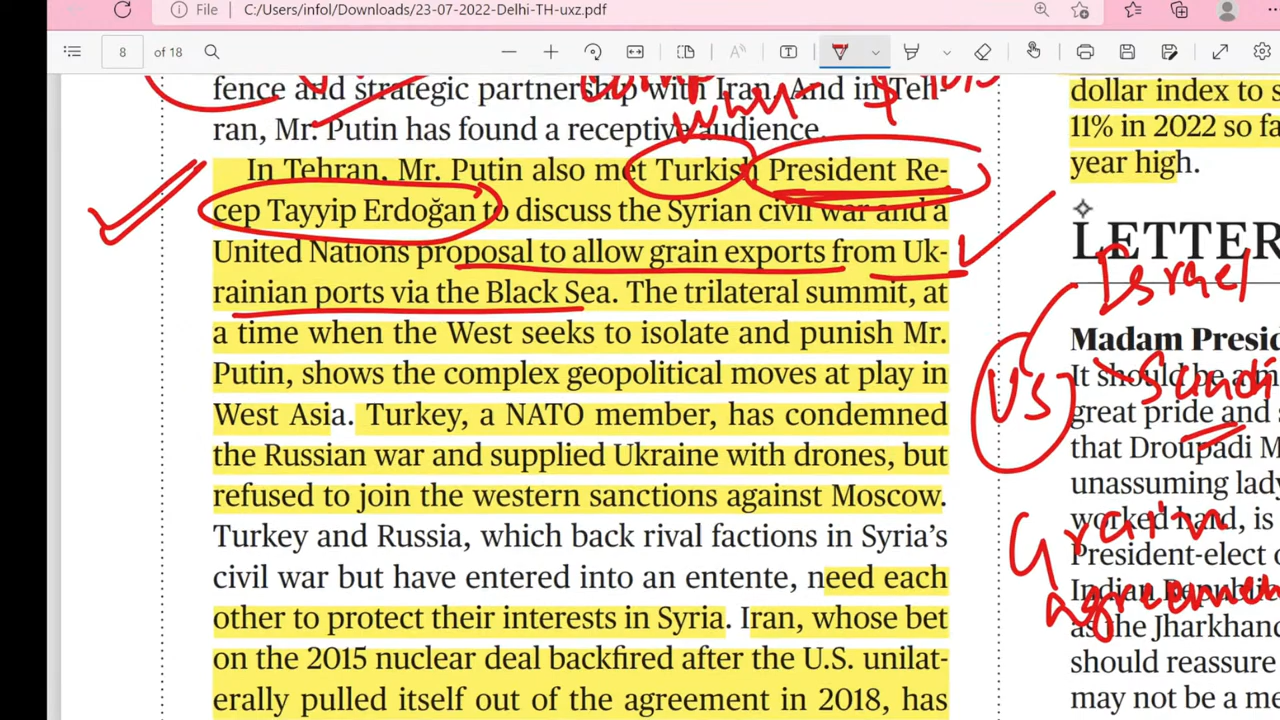 File
C:/Users/infol/Downloads/23-07-2022-Delhi-TH-uxz.pdf
8 of 18
fence and strategic partnership with Iran. And in Teh-
ran, Mr. Putin has found a receptive audience.
In Tehran, Mr. Putin also met Turkish President Re-
cep Tayyip Erdoğan to discuss the Syrian civil war and a
United Nations proposal to allow grain exports from Uk-
rainian ports via the Black Sea. The trilateral summit, at
a time when the West seeks to isolate and punish Mr.
Putin, shows the complex geopolitical moves at play in
West Asia. Turkey, a NATO member, has condemned
the Russian war and supplied Ukraine with drones, but
refused to join the western sanctions against Moscow.
Turkey and Russia, which back rival factions in Syria's
civil war but have entered into an entente, need each
other to protect their interests in Syria. Iran, whose bet
on the 2015 nuclear deal backfired after the U.S. unilat-
erally pulled itself out of the agreement in 2018, has
dollar index to s
11% in 2022 so fa
year high.
LETTER
Israel
Madam Presid
It should be a
Saudi
US
great pride and s
that Droupadi M
unassuming lady
worked hard, is
Grain
President-elect o
Indian Republic
agreemen
as the Jharkhand
should reassure
may not be a me